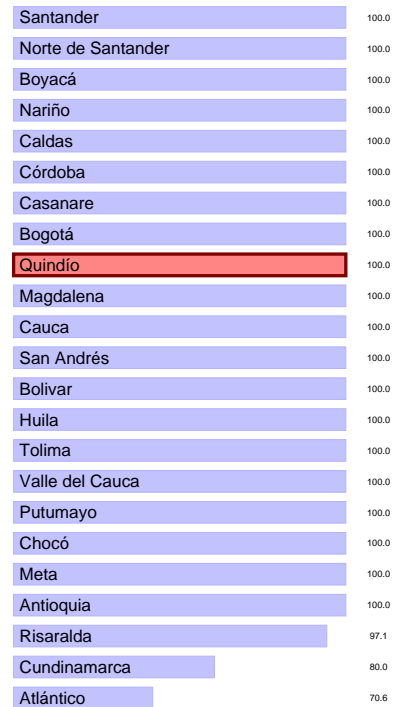 Santander 100.0
Norte de Santander 100.0
Boyacá 100.0
Nariño 100.0
Caldas 100.0
Córdoba 100.0
Casanare 100.0
Bogotá 100.0
Quindío 100.0
Magdalena 100.0
Cauca 100.0
San Andrés 100.0
Bolivar 100.0
Huila 100.0
Tolima 100.0
Valle del Cauca 100.0
Putumayo 100.0
Chocó 100.0
Meta 100.0
Antioquia 100.0
Risaralda 97.1
Cundinamarca 80.0
Atlántico 70.6